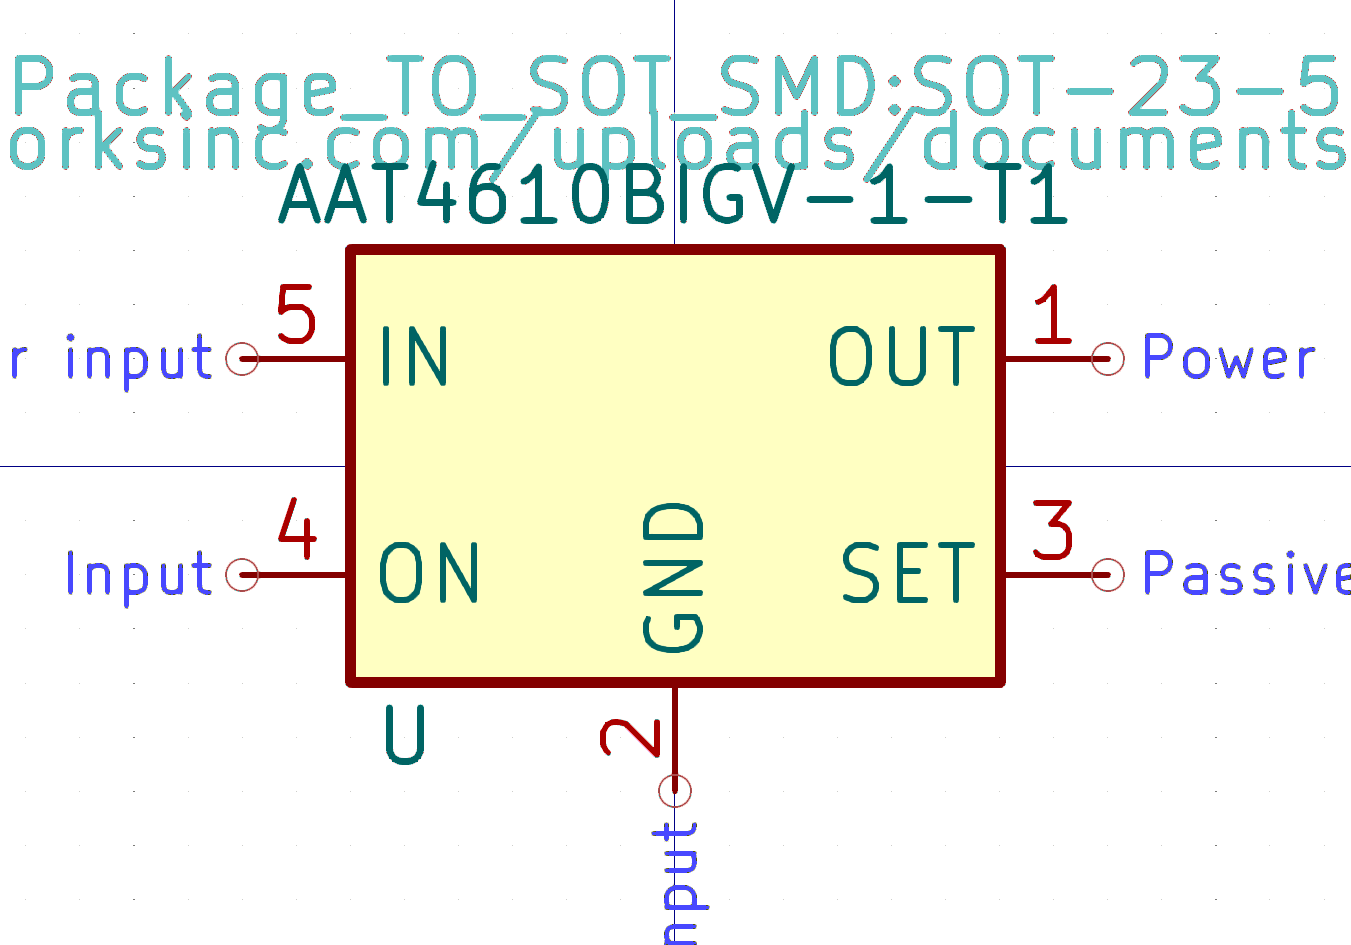 Package_TO_SOT_SMD:SOT-23-5
orksinc.com/uploads/documents
AAT4610BIGV-1-T1
5
1
r input
IN
OUT
Power
4
3
Input
ON
GND
SET
Passive
U
2
nput